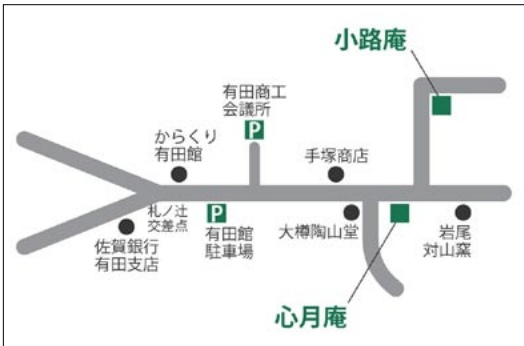 小路庵
有田商工
会議所
P
からくり
有田館
手塚商店
札ノ辻
交差点
P
有田館
駐車場
大樽陶山堂
岩尾
対山窯
佐賀銀行
有田支店
心月庵